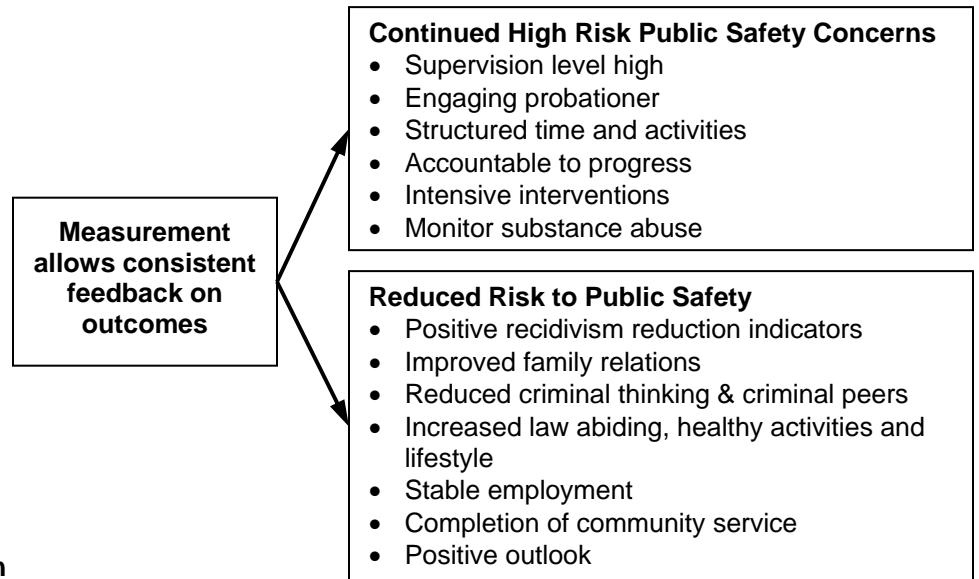 Continued High Risk Public Safety Concerns
• Supervision level high
• Engaging probationer
• Structured time and activities
• Accountable to progress
• Intensive interventions
• Monitor substance abuse
Measurement
allows consistent
feedback on
outcomes
Reduced Risk to Public Safety
• Positive recidivism reduction indicators
• Improved family relations
• Reduced criminal thinking & criminal peers
• Increased law abiding, healthy activities and
lifestyle
• Stable employment
• Completion of community service
• Positive outlook